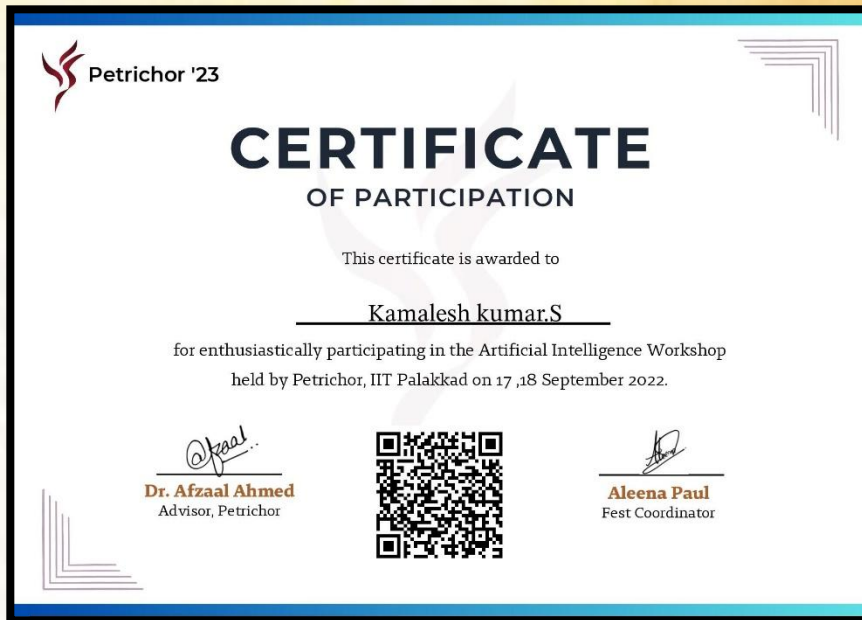 Petrichor '23
CERTIFICATE
OF PARTICIPATION
This certificate is awarded to
Kamalesh kumar.S
for enthusiastically participating in the Artificial Intelligence Workshop
held by Petrichor, IIT Palakkad on 17 ,18 September 2022.
@fzaal..
Dr. Afzaal Ahmed
Advisor, Petrichor
Aleena Paul
Fest Coordinator